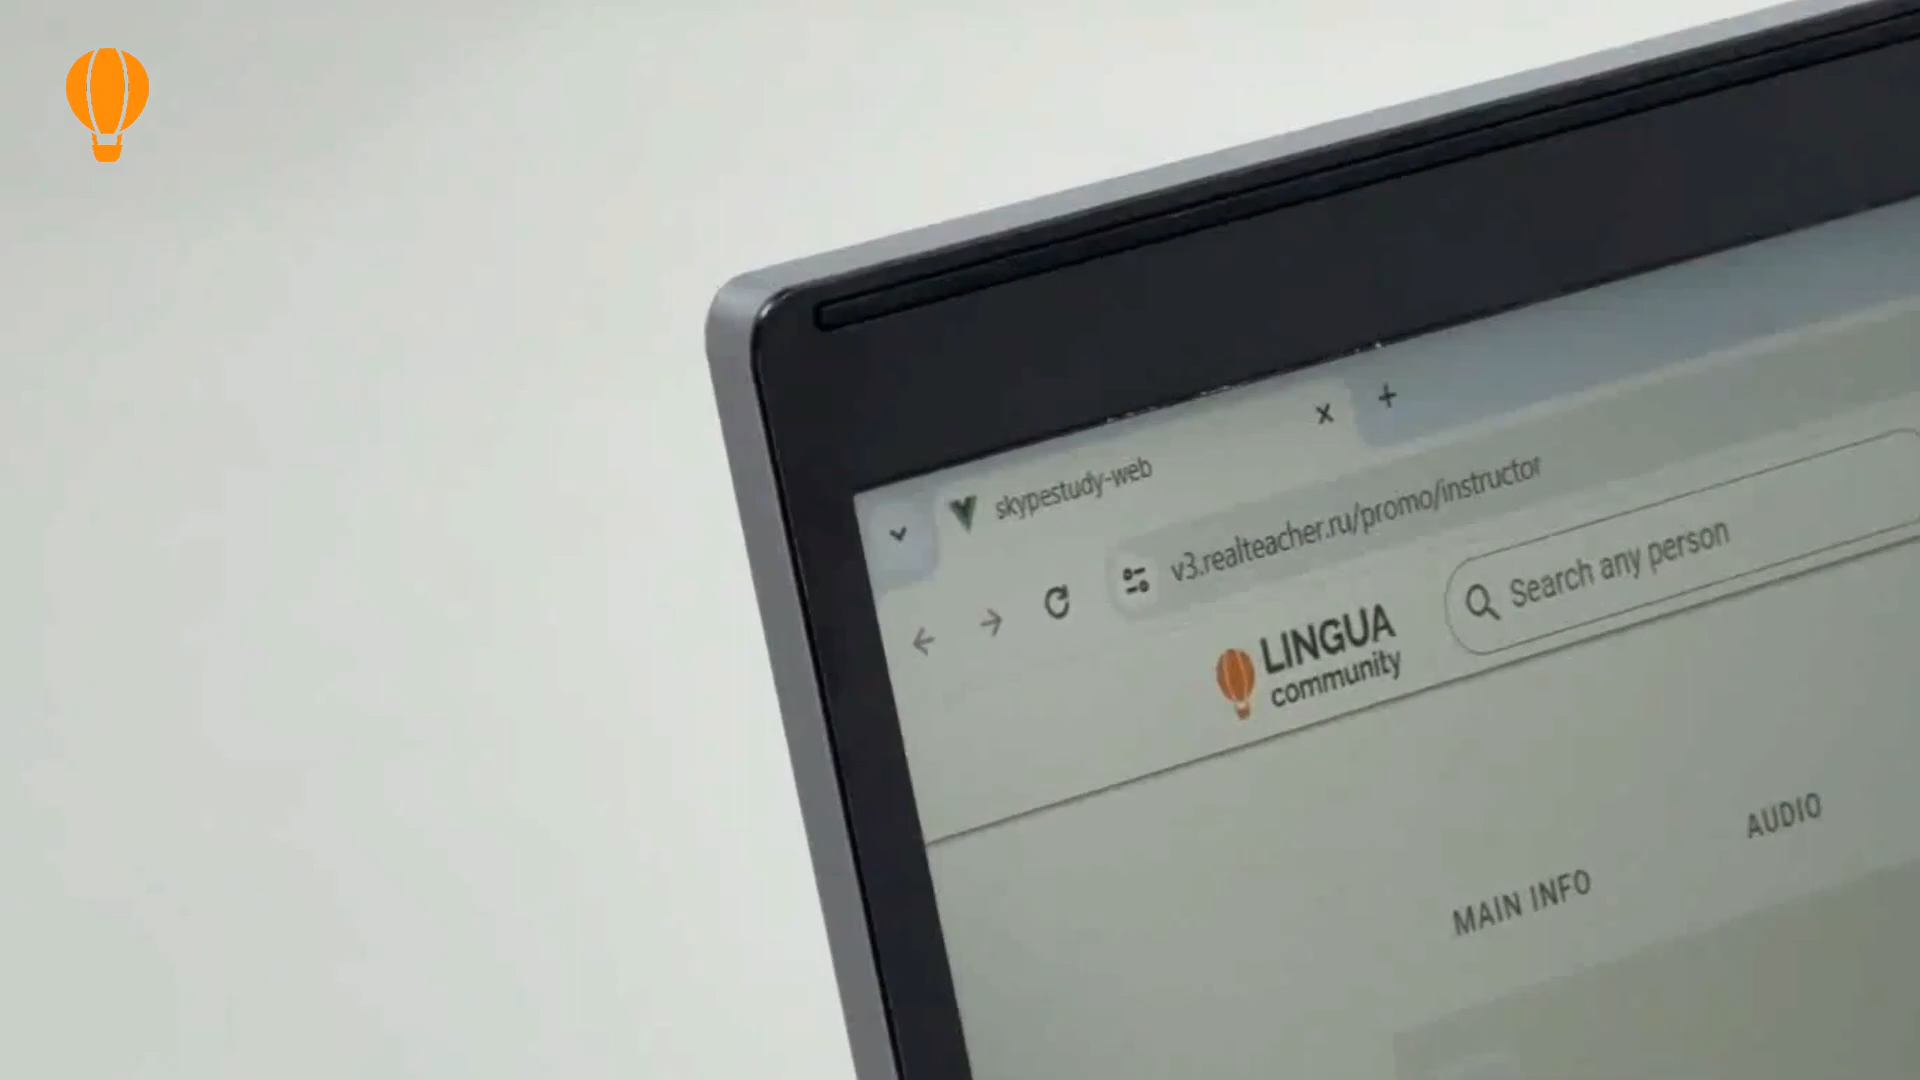 skypestudy-web
v3.realteacher.ru/promo/instructor
LINGUA
community
Search any person
MAIN INFO
AUDIO